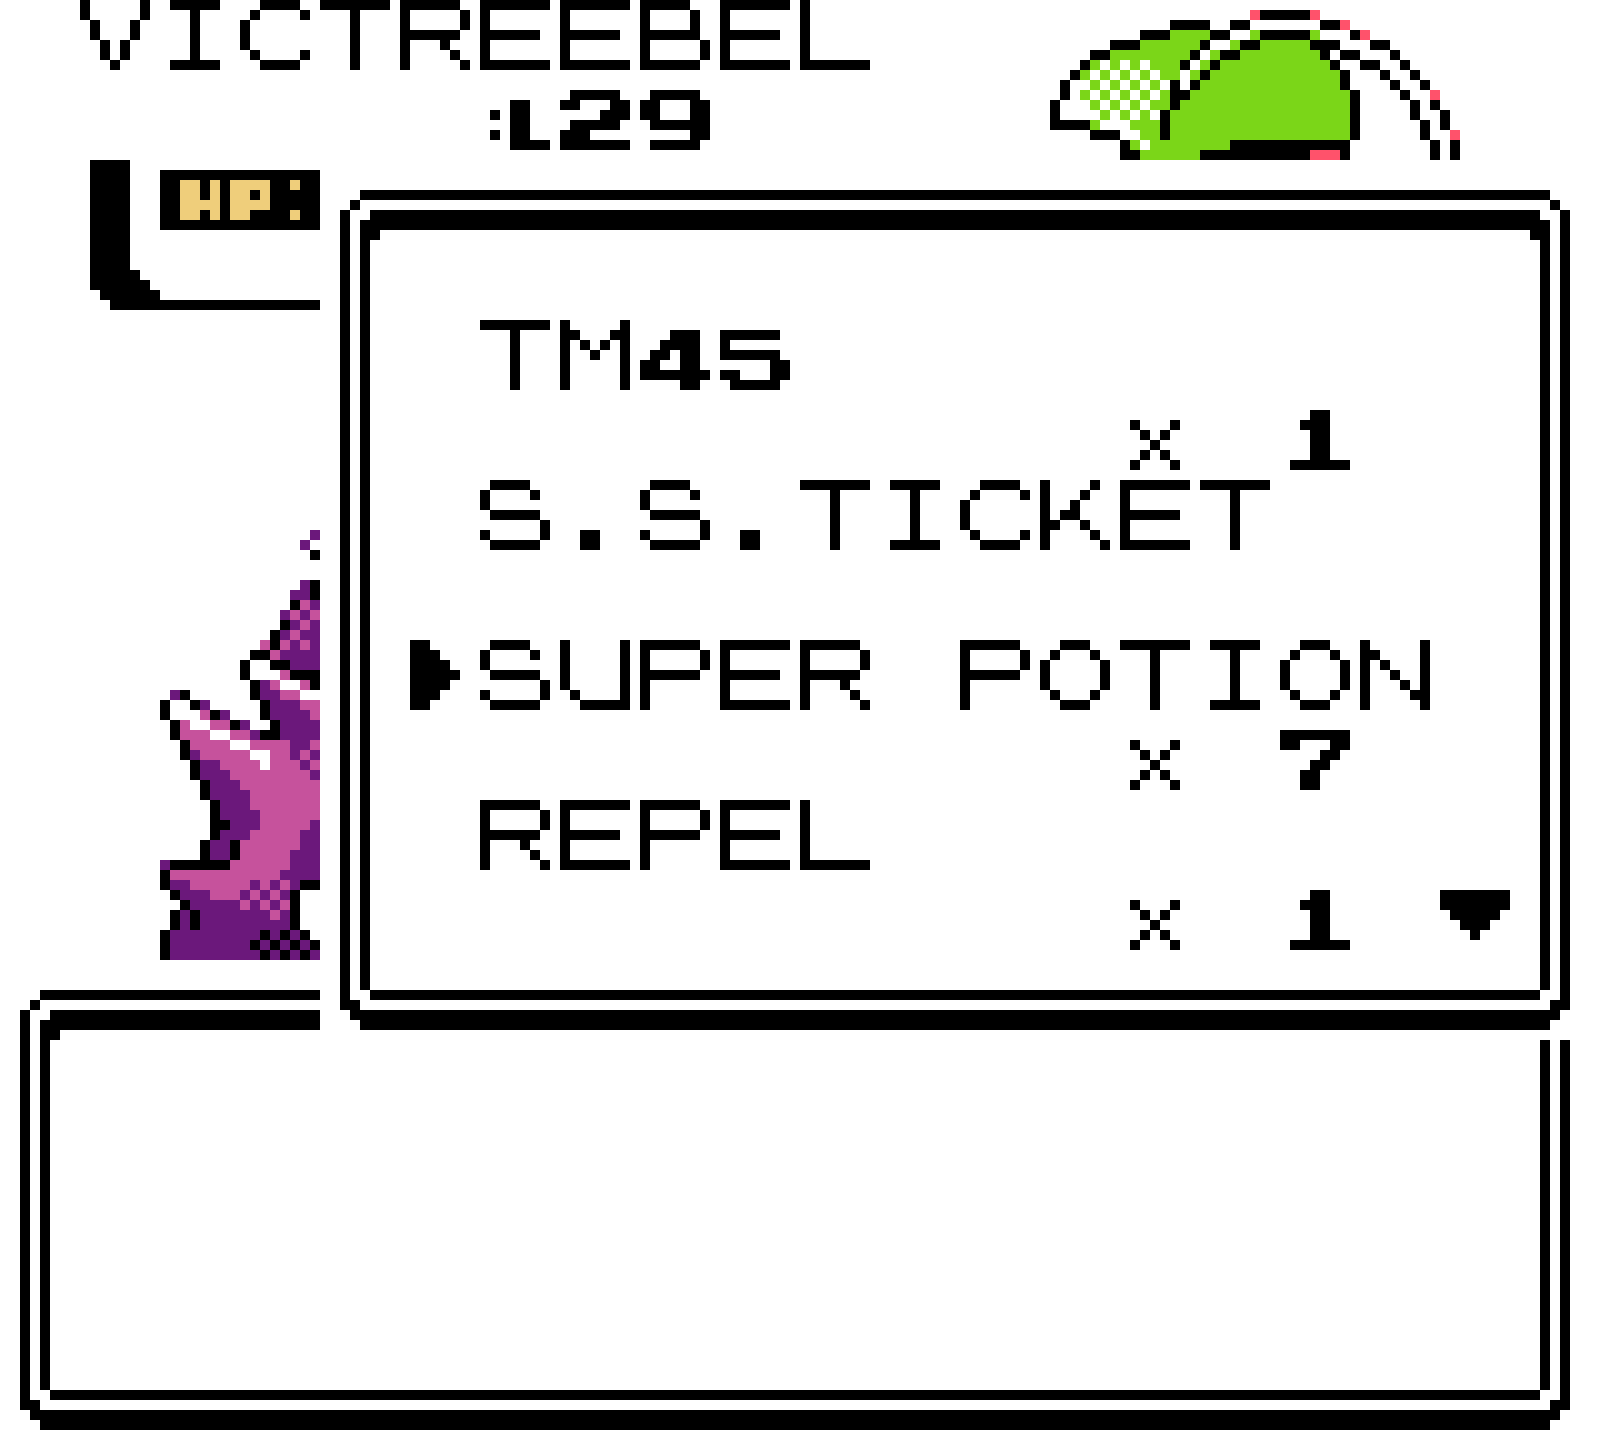 VICTREEBEL
:L29
HP:
TM45
× 1
S.S.TICKET
▶SUPER POTION
× 7
REPEL
× 1 ▼